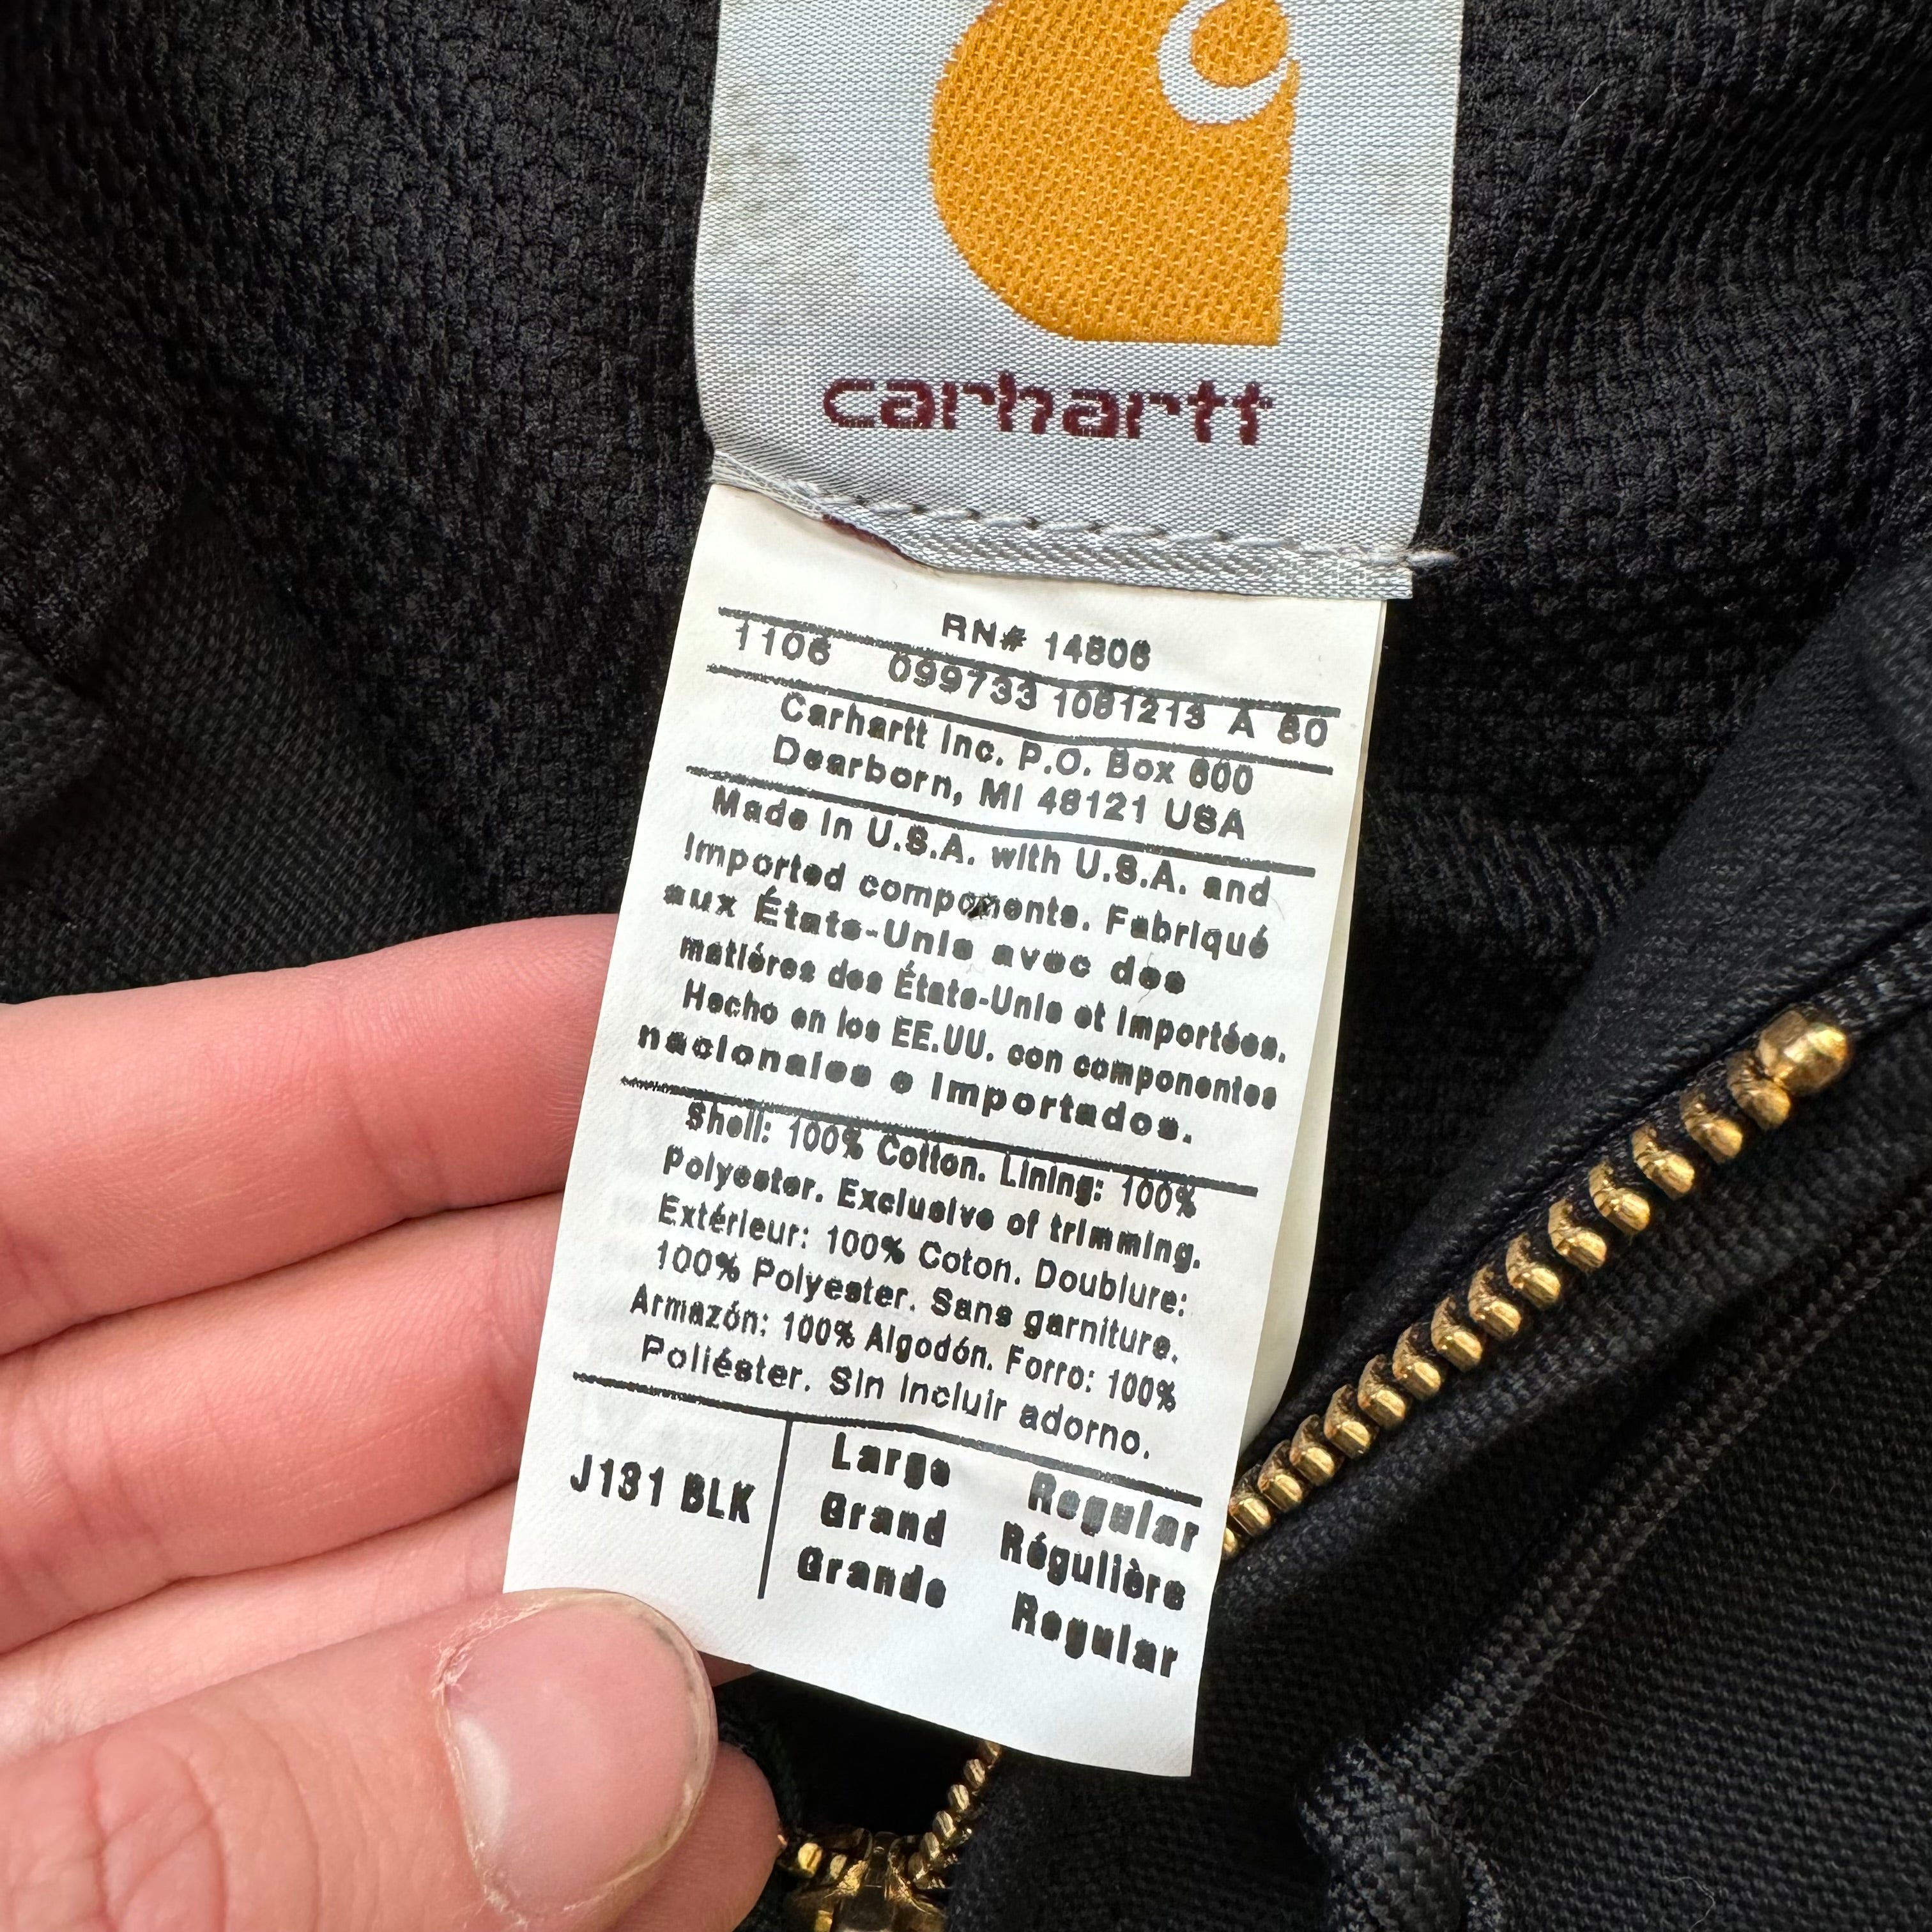 carhartt
RN# 14806
1106 099733 1081213 A 80
Carhartt Inc. P.O. Box 600
Dearborn, MI 48121 USA
Made in U.S.A. with U.S.A. and
Imported components. Fabriqué
aux États-Unis avec des
matiéres des États-Unis et importées.
Hecho en los EE.UU. con componentes
nacionales e importados.
Shell: 100% Cotton. Lining: 100%
Polyester. Exclusive of trimming.
Extérieur: 100% Coton. Doublure:
100% Polyester. Sans garniture.
Armazón: 100% Algodón. Forro: 100%
Poliéster. Sin incluir adorno.
J131 BLK
Large Regular
Grand Régulière
Grande Regular